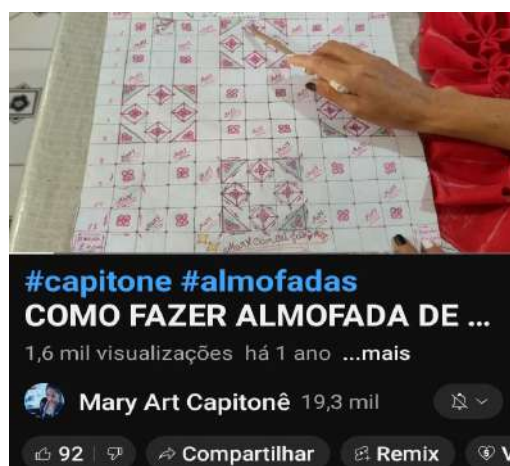 #capitone #almofadas
COMO FAZER ALMOFADA DE ...
1,6 mil visualizações há 1 ano ...mais
Mary Art Capitonê 19,3 mil
92 Compartilhar Remix V